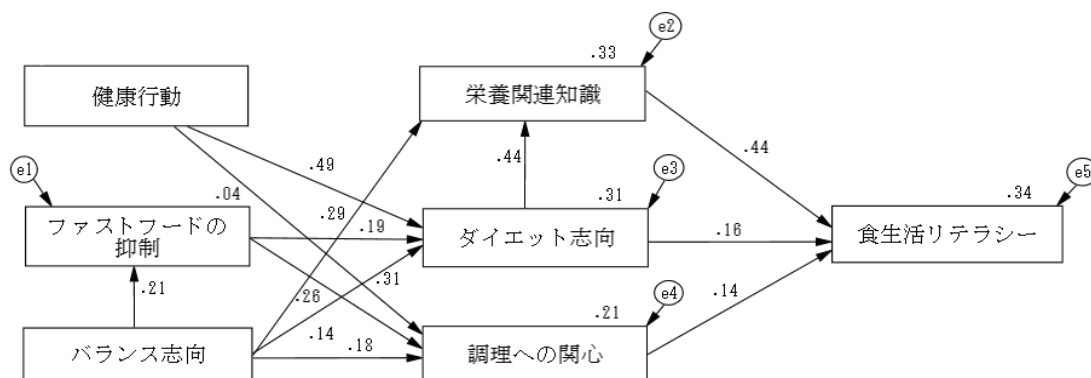 e2
.33
健康行動
栄養関連知識
e1
.49
.44
.44
e3
e5
.04
.31
.34
ファストフードの
抑制
.29
.19
ダイエット志向
.16
食生活リテラシー
.21
.26
.31
e4
.14
.21
バランス志向
.14
.18
調理への関心